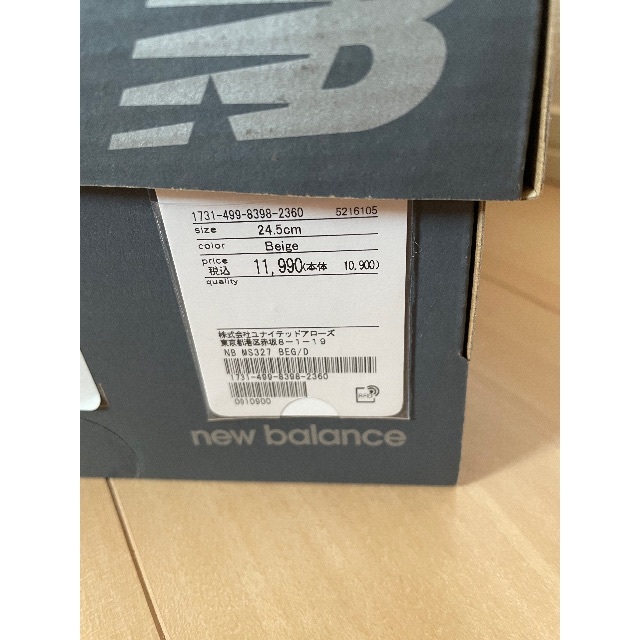 1731-499-8398-2360 5216105
size 24.5cm
color Beige
price 税込 11,990(本体 10,900)
quality
株式会社ユナイテッドアローズ
東京都港区赤坂8-1-19
NB MS327 BEG/D
1731-499-8398-2360
0910900
new balance